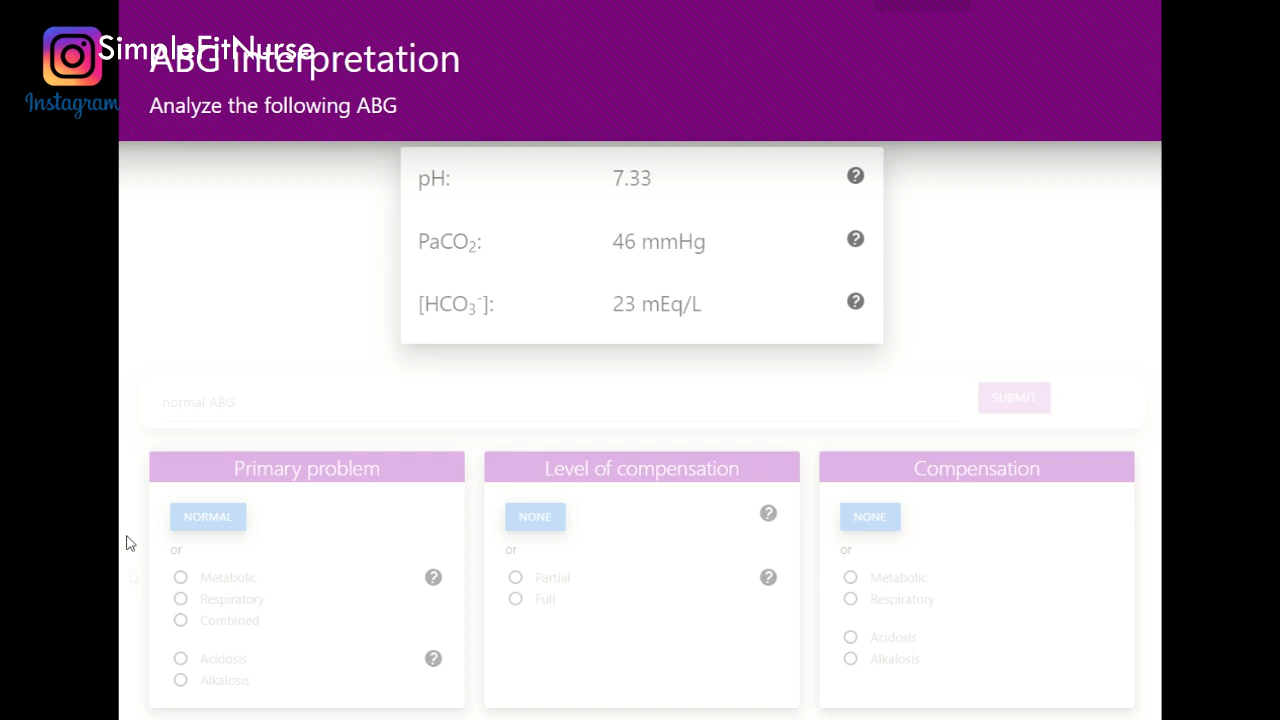 SimpleFitNurse
Instagram
ABG Interpretation
Analyze the following ABG
pH: 7.33
PaCO₂: 46 mmHg
[HCO₃⁻]: 23 mEq/L
normal ABG
SUBMIT
Primary problem
NORMAL
or
Metabolic
Respiratory
Combined
Acidosis
Alkalosis
Level of compensation
NONE
or
Partial
Full
Compensation
NONE
or
Metabolic
Respiratory
Acidosis
Alkalosis